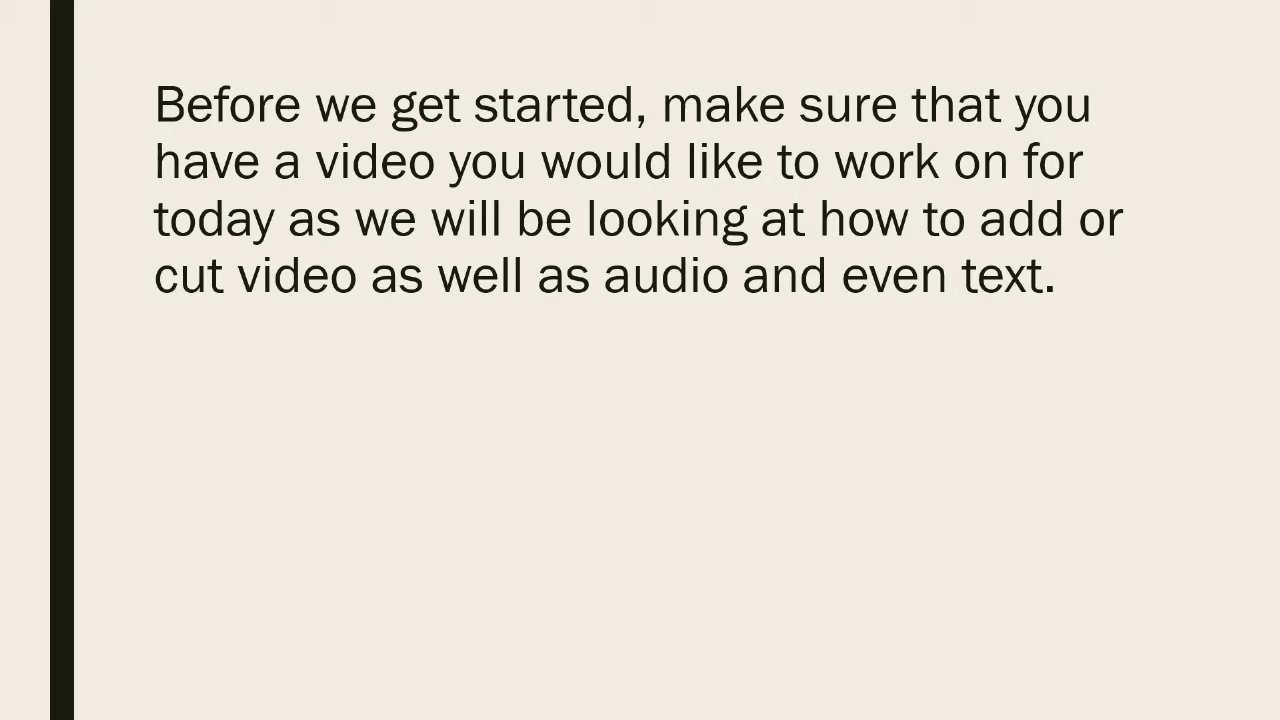 Before we get started, make sure that you
have a video you would like to work on for
today as we will be looking at how to add or
cut video as well as audio and even text.